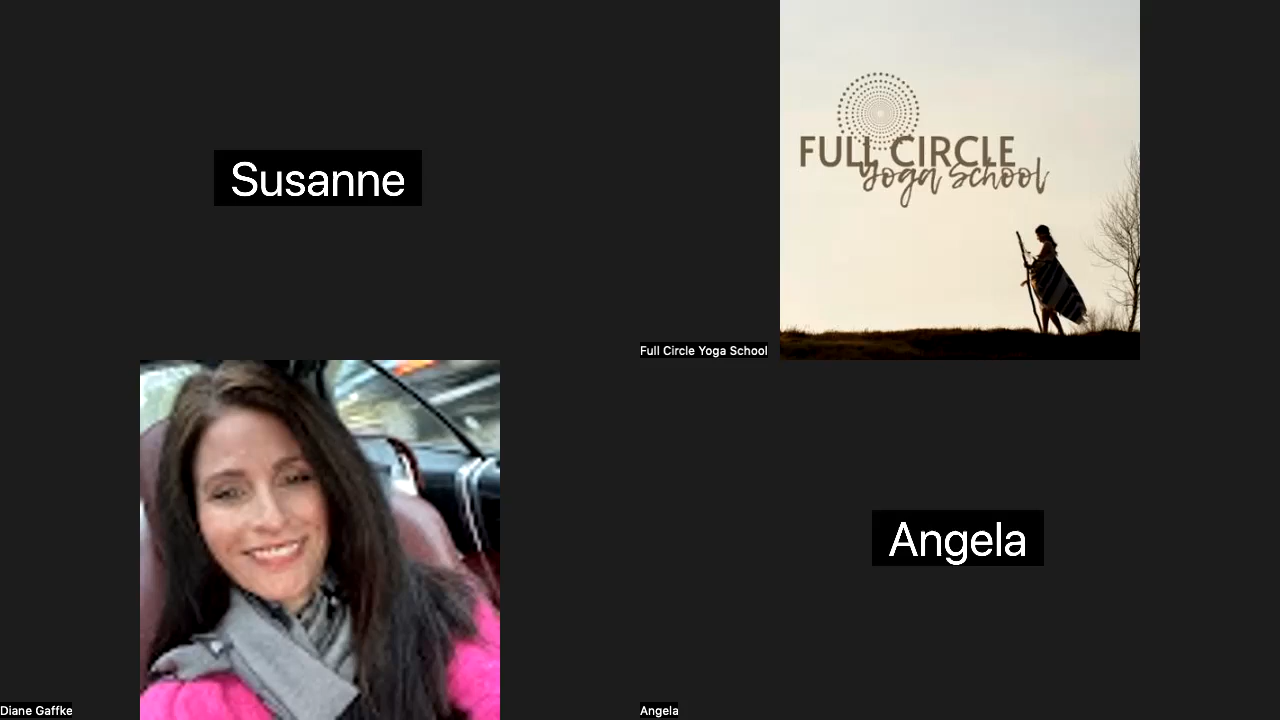 Susanne
FULL CIRCLE
Yoga School
Full Circle Yoga School
Angela
Diane Gaffke
Angela